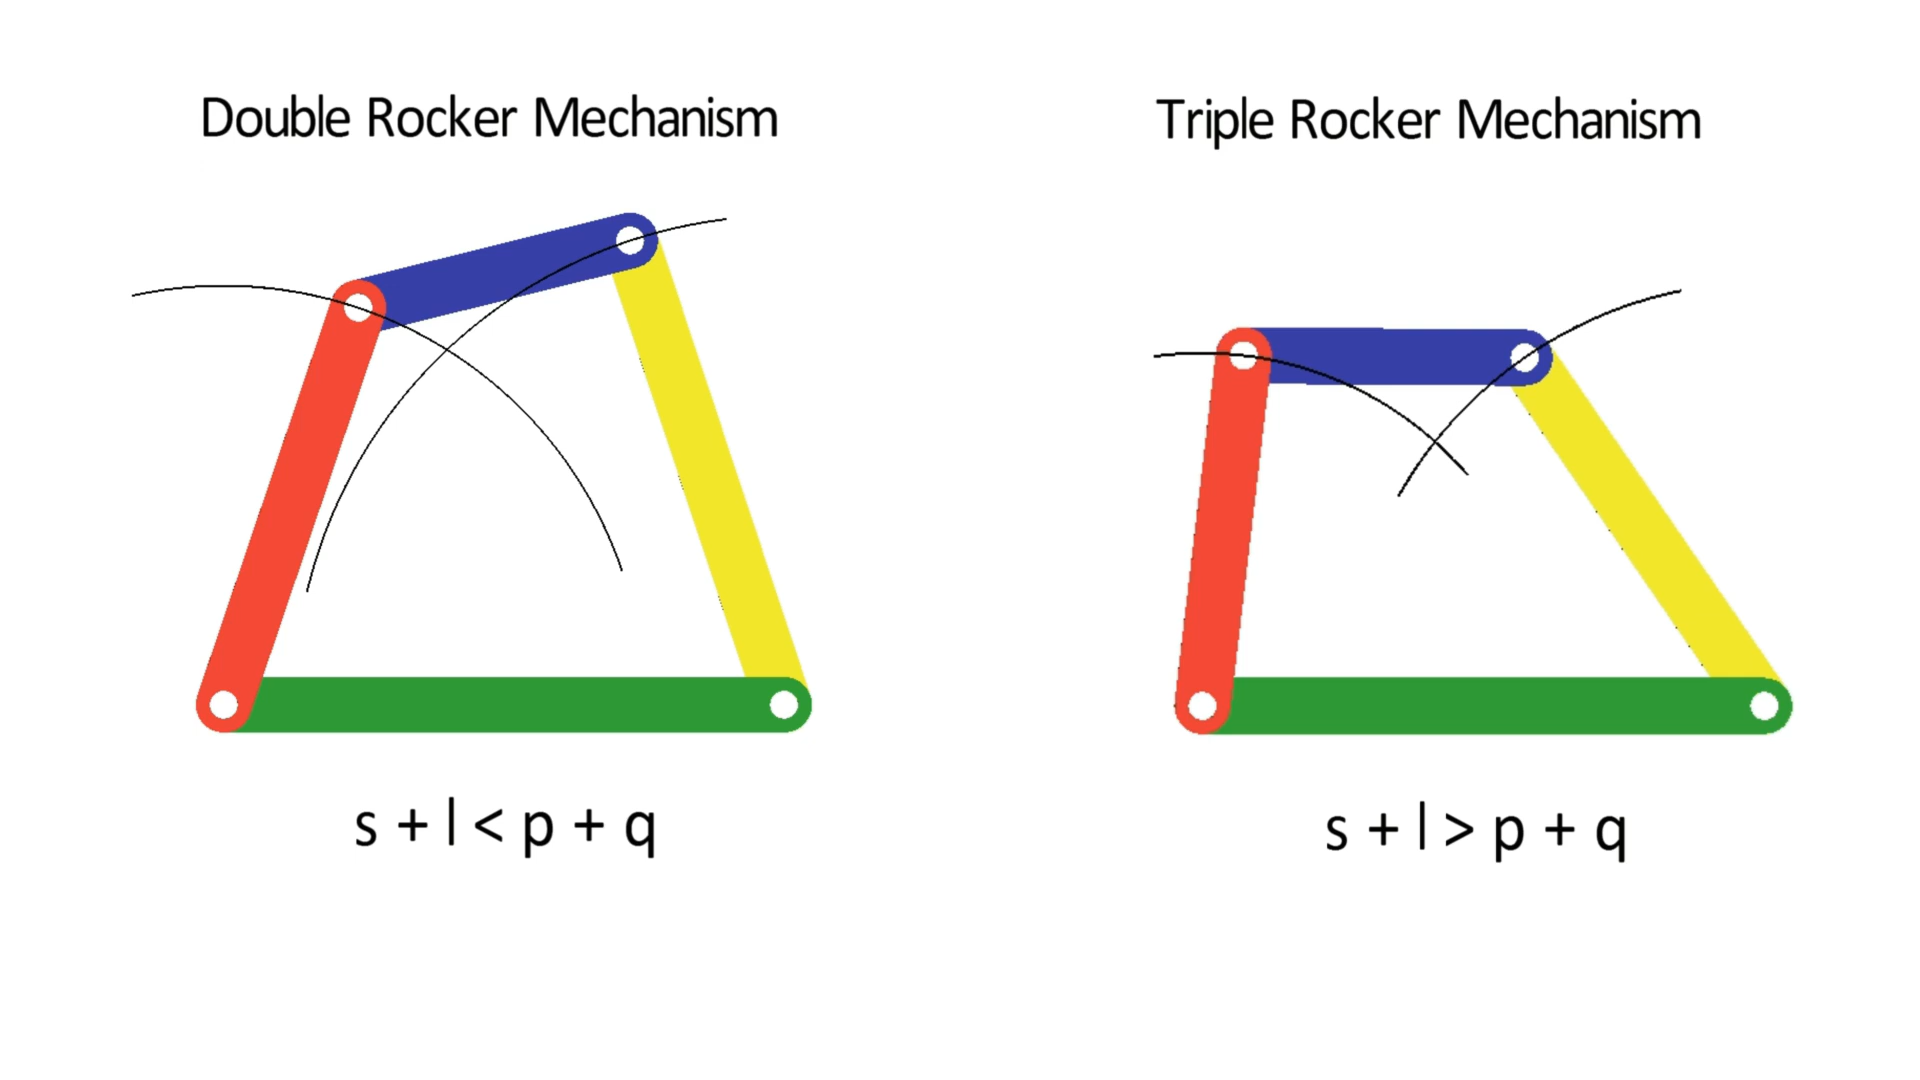 Double Rocker Mechanism
Triple Rocker Mechanism
s + l < p + q
s + l > p + q